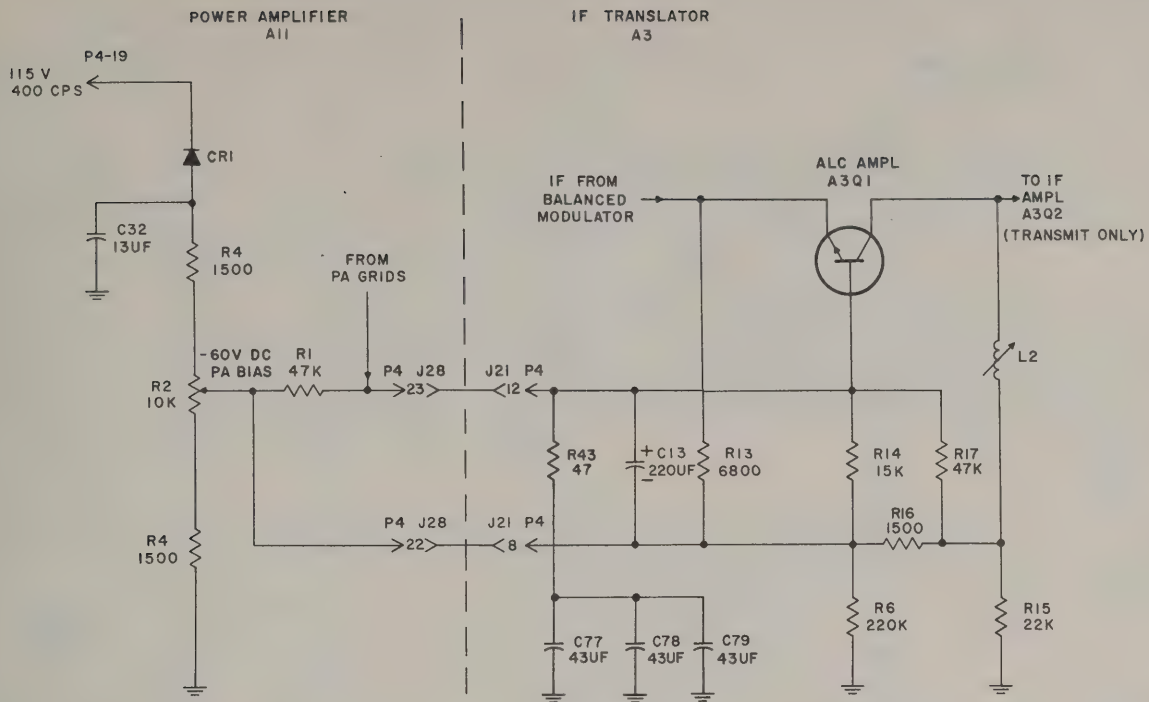 POWER AMPLIFIER
A11
IF TRANSLATOR
A3
P4-19
115 V
400 CPS
CR1
C32
13UF
R4
1500
FROM
PA GRIDS
-60V DC
PA BIAS
R1
47K
R2
10K
P4 J28
23
J21 P4
12
R4
1500
P4 J28
22
J21 P4
8
IF FROM
BALANCED
MODULATOR
ALC AMPL
A3Q1
TO IF
AMPL
A3Q2
(TRANSMIT ONLY)
L2
R43
47
+
C13
220UF
–
R13
6800
R14
15K
R17
47K
R16
1500
C77
43UF
C78
43UF
C79
43UF
R6
220K
R15
22K